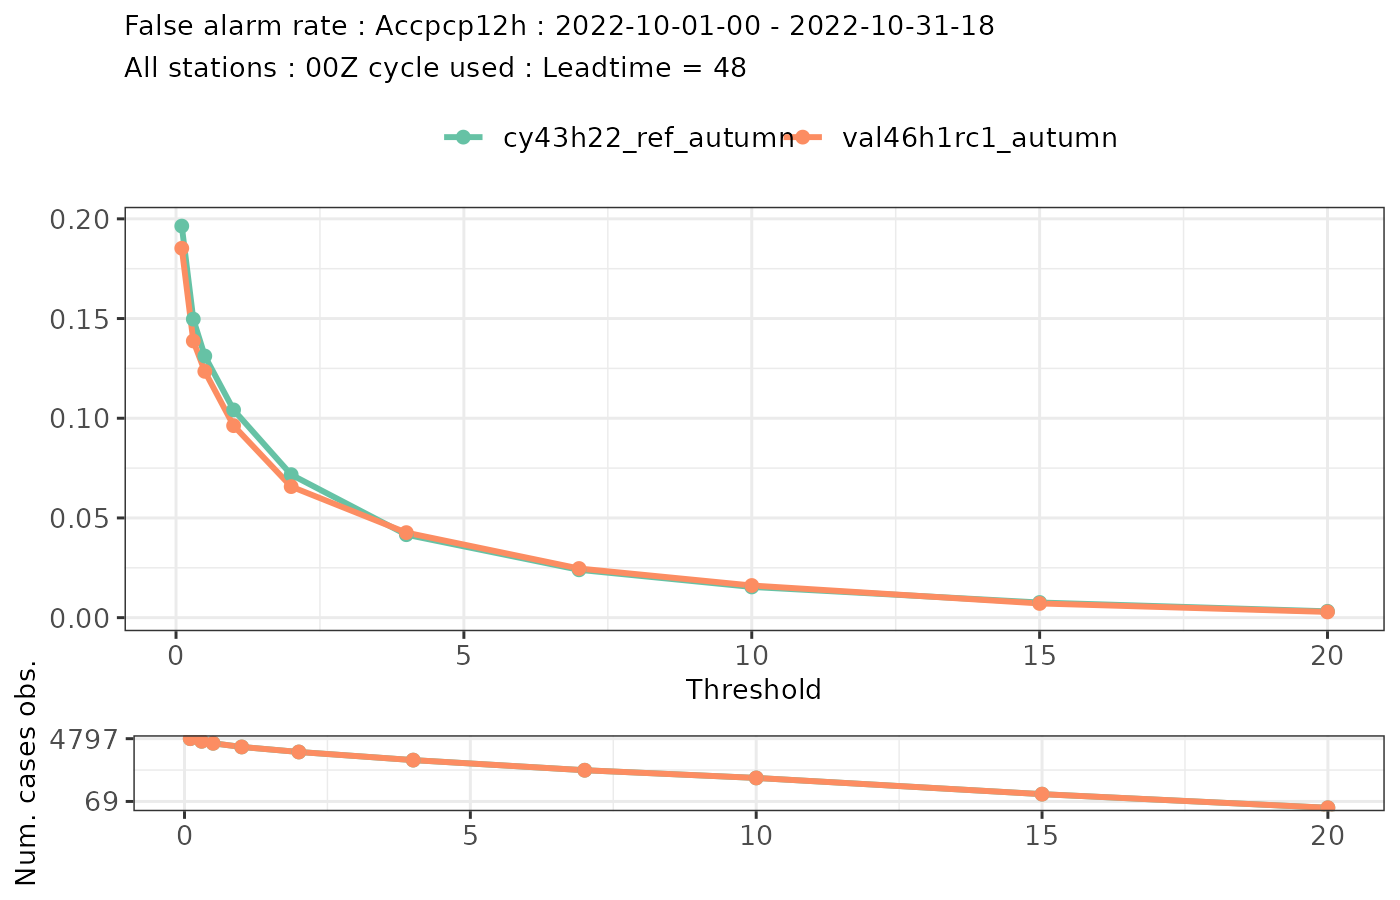 False alarm rate : Accpcp12h : 2022-10-01-00 - 2022-10-31-18
All stations : 00Z cycle used : Leadtime = 48
cy43h22_ref_autumn val46h1rc1_autumn
0.20
0.15
0.10
0.05
0.00
0 5 10 15 20
Threshold
Num. cases obs.
4797
69
0 5 10 15 20